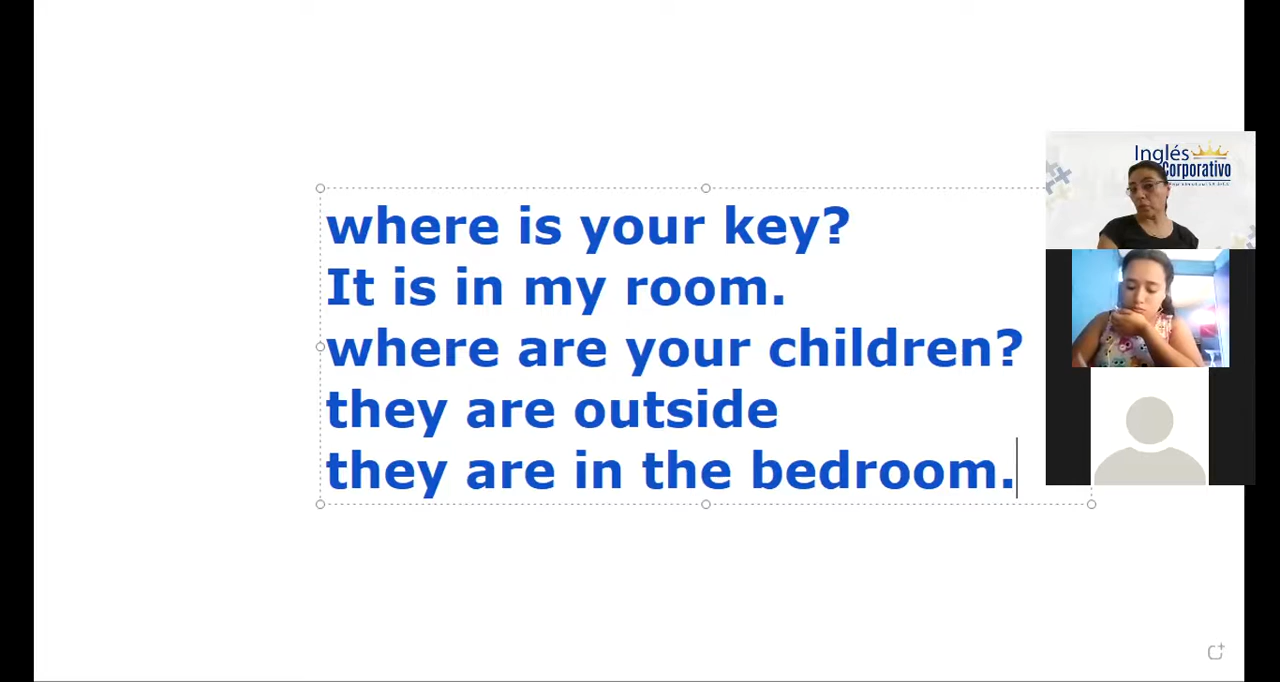 where is your key?
It is in my room.
where are your children?
they are outside
they are in the bedroom.
Inglés
Corporativo